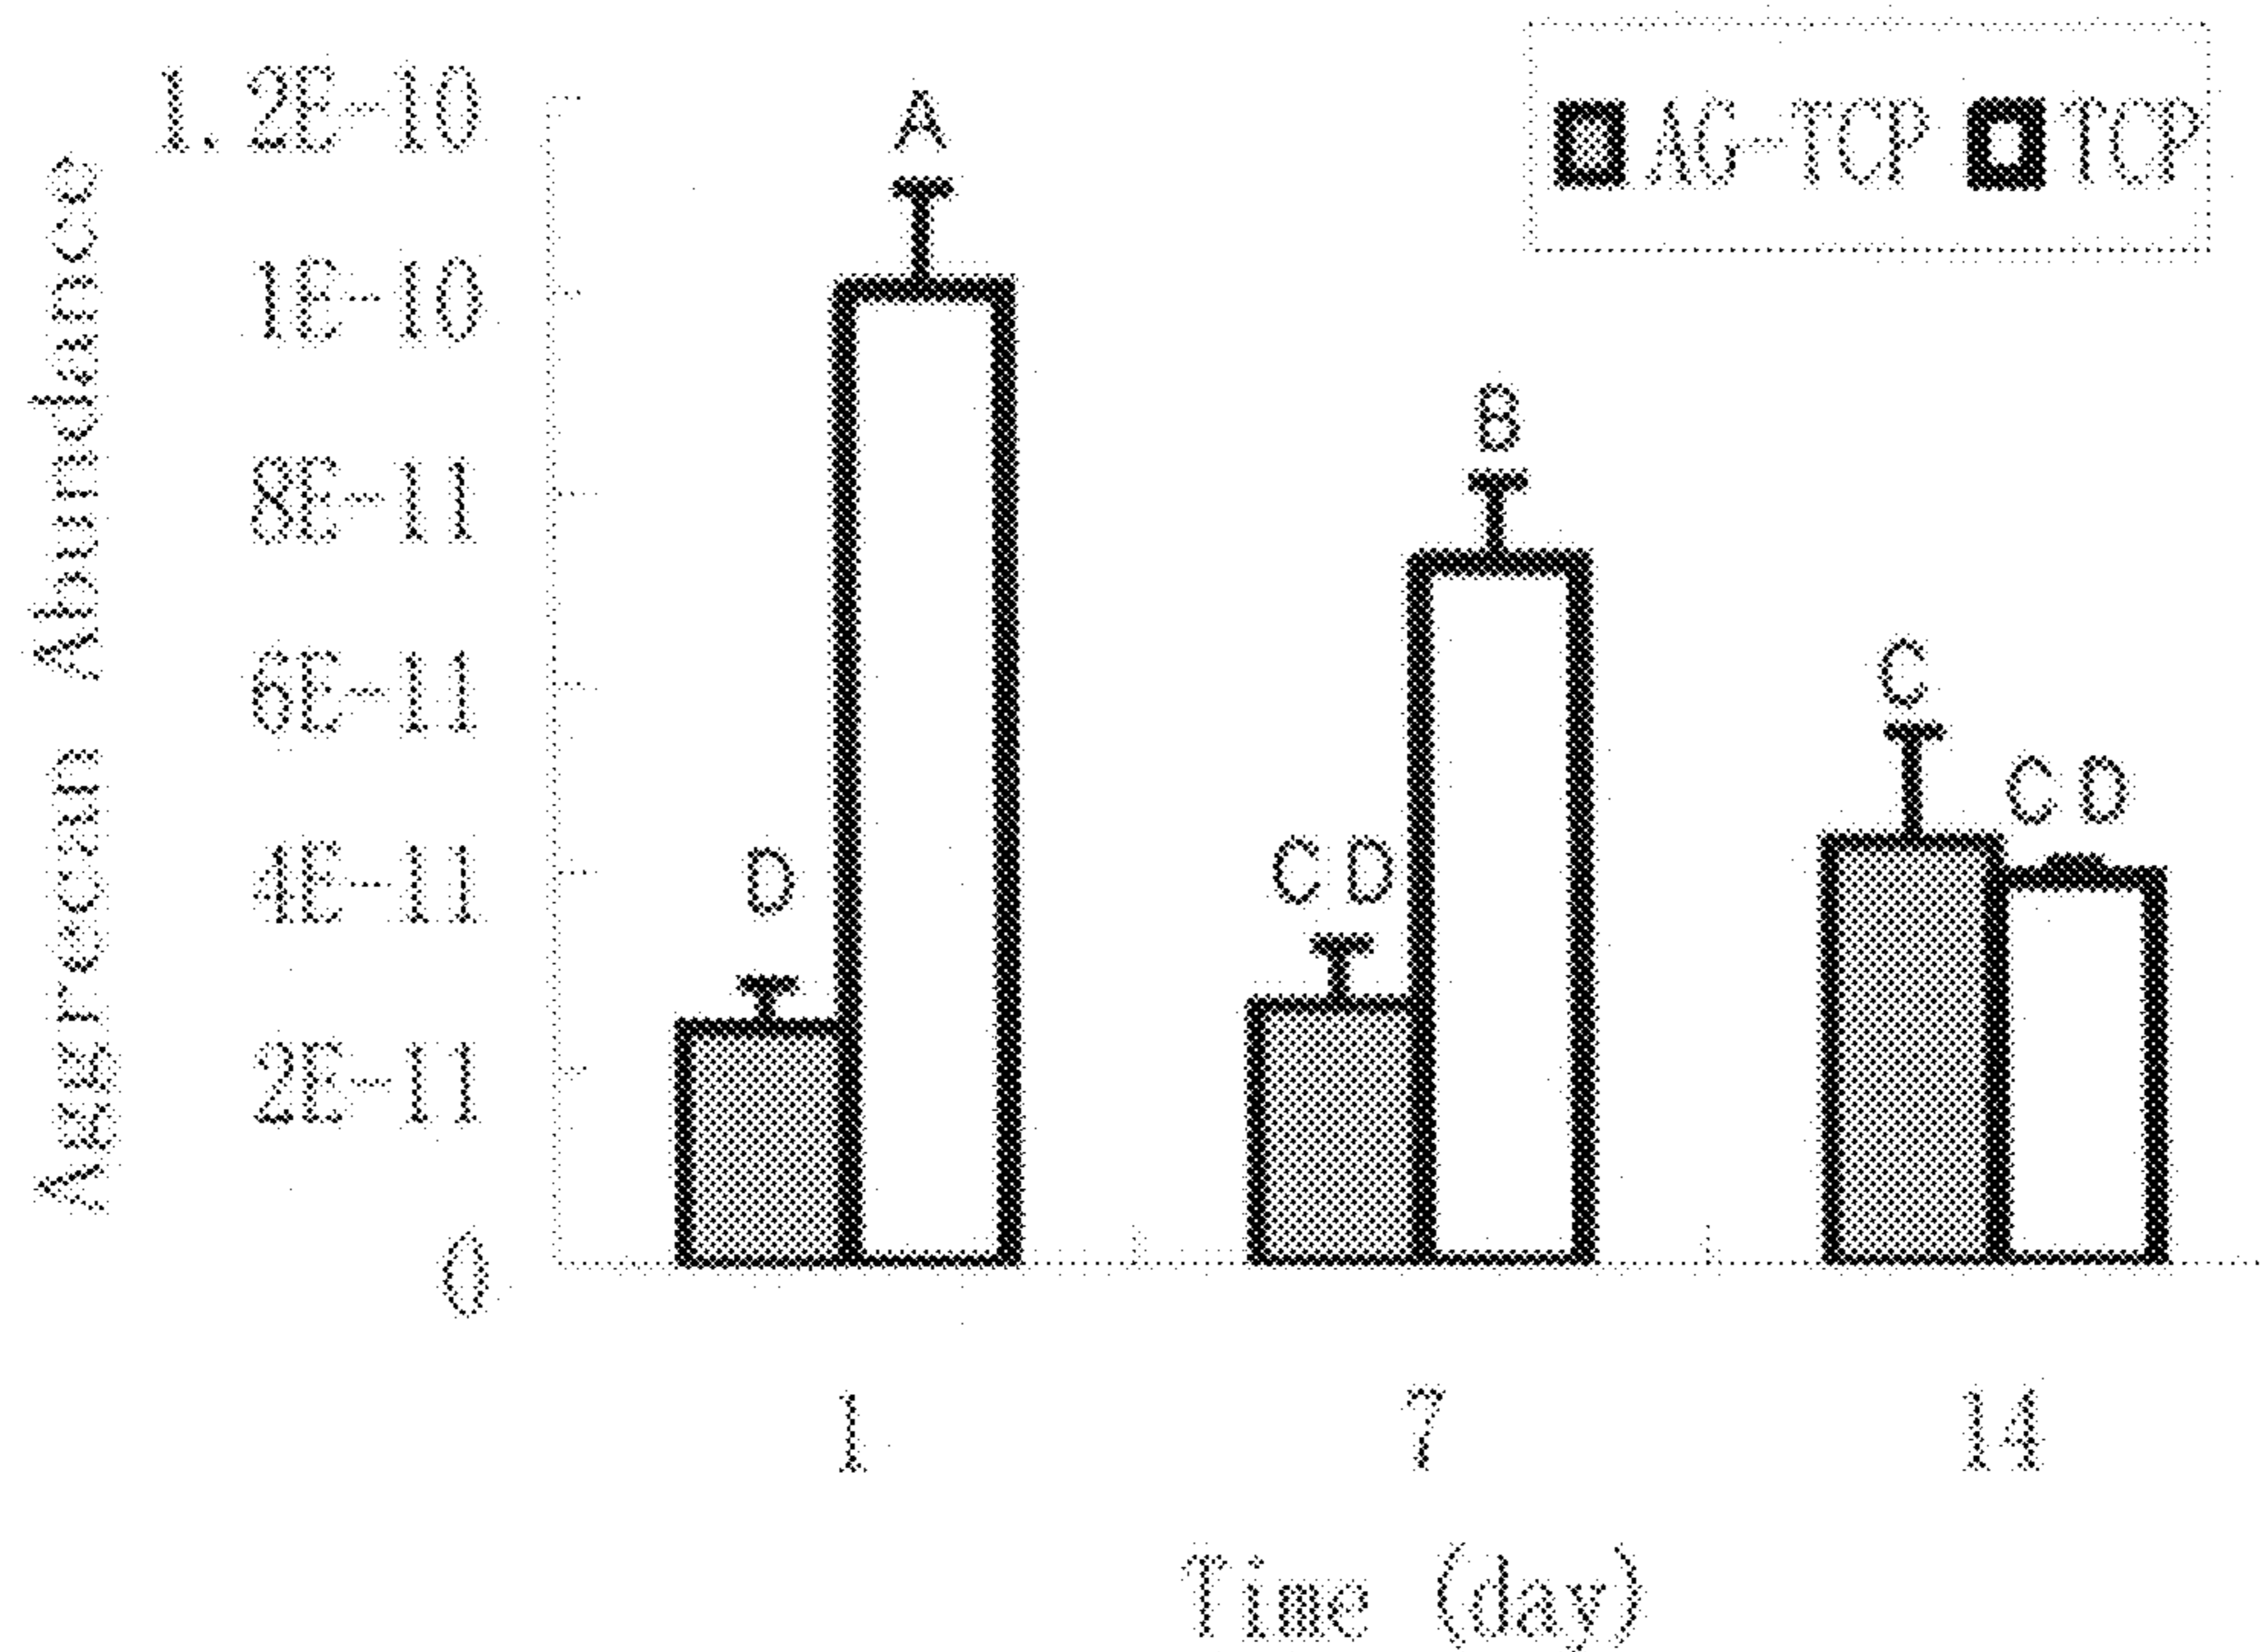 AG-TCP TCP
Aggrecan Abundance
1.2E-10
1E-10
8E-11
6E-11
4E-11
2E-11
0
A
B
C
CD
D
CD
1
7
14
Time (day)